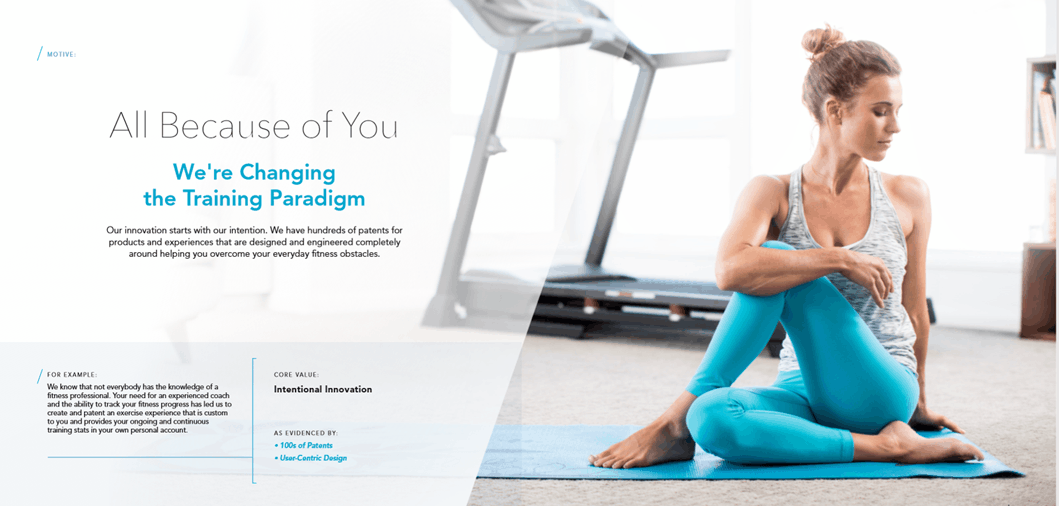 MOTIVE:
All Because of You
We're Changing
the Training Paradigm
Our innovation starts with our intention. We have hundreds of patents for
products and experiences that are designed and engineered completely
around helping you overcome your everyday fitness obstacles.
FOR EXAMPLE:
We know that not everybody has the knowledge of a
fitness professional. Your need for an experienced coach
and the ability to track your fitness progress has led us to
create and patent an exercise experience that is custom
to you and provides your ongoing and continuous
training stats in your own personal account.
CORE VALUE:
Intentional Innovation
AS EVIDENCED BY:
• 100s of Patents
• User-Centric Design